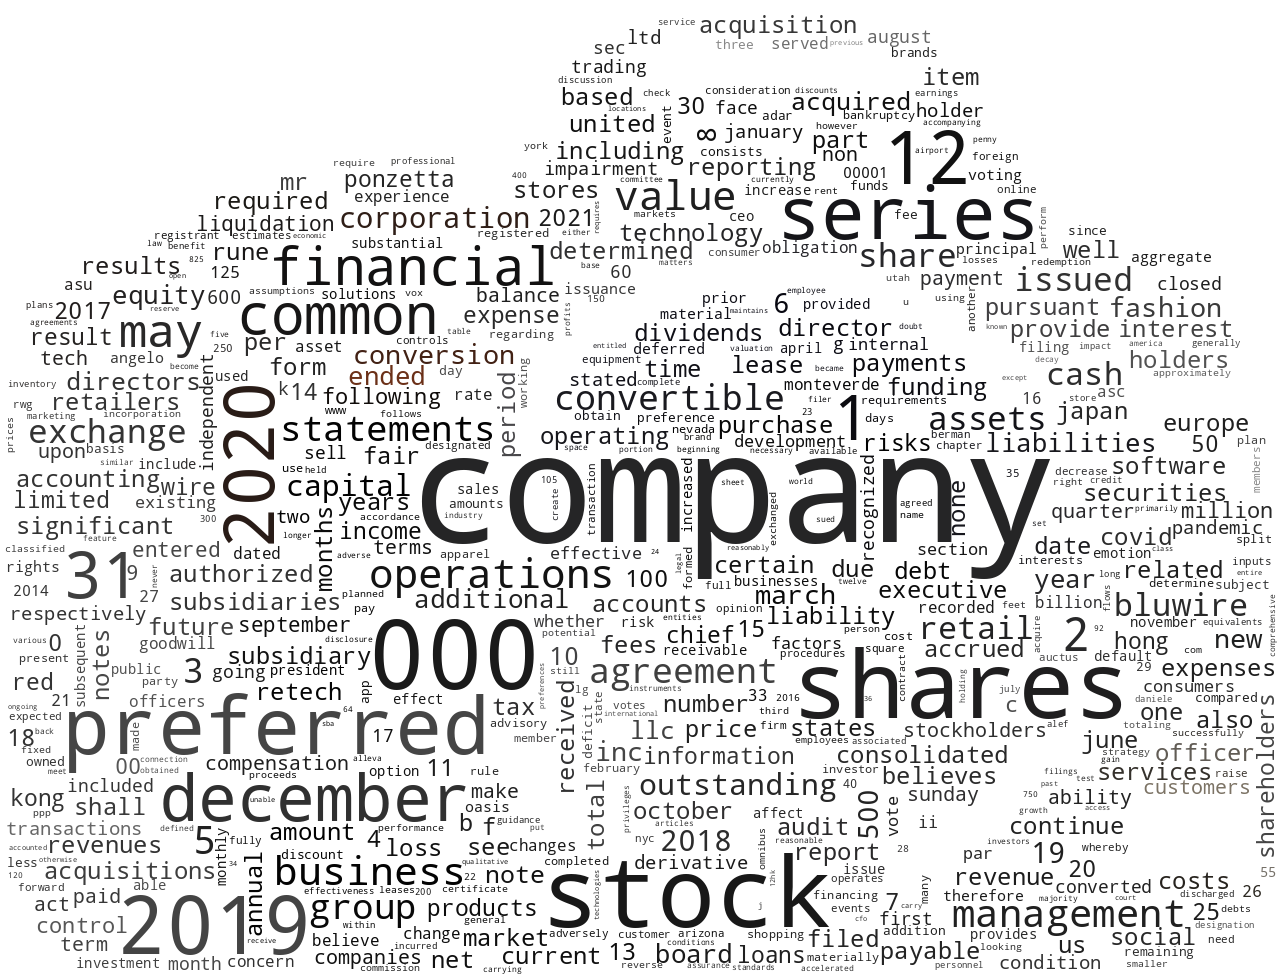 service acquisition
three served previous august
sec ltd brands
trading item
discussion
based check consideration discounts acquired earnings holder
locations 30 face adar bankruptcy
united event ∞ january however part 12 accompanying penny
york including consists non airport foreign
require professional impairment reporting 00001 voting
mr ponzetta 400 stores committee value currently increase rent funds online
required experience markets ceo fee series perform
liquidation corporation 2021 requires technology obligation share principal since
registrant estimates economic substantial registered either determined consumer losses well
law benefit rune financial base matters utah redemption aggregate
results 825 open 60 payment issued closed
asu 125 assumptions solutions vox balance issuance employee u using another
plans 2017 equity 600 reserve common expense 150 prior 6 provided pursuant fashion
agreements may five table regarding profits material maintains director doubt known provide interest
result 250 per asset controls dividends april g internal filing impact america generally
tech angelo become form conversion day entitled deferred valuation became payments decay holders
inventory directors used k 14 ended working equipment time lease monteverde funding except cash approximately
rwg retailers independent 2020 following rate period stated complete filer requirements 16 store asc
marketing incorporation www follows convertible preference 23 days assets japan europe
prices exchange statements designated obtain nevada purchase 1 berman liabilities 50 plan
upon basis sell fair operating brand development risks chapter members
similar include space portion beginning necessary available
accounting wire use held capital sales 105 company sheet world 35 decrease software
limited existing years amounts create transaction increased exchanged recognized agreed none right credit securities
significant 300 two accordance industry sued name set quarter primarily million
feature longer income pandemic
classified entered dated months adverse terms apparel effective 24 legal reasonably section date covid emotion class split
rights 31 9 never authorized operations 100 formed certain due debt interests related inputs
2014 27 planned full businesses twelve executive year long determine subject entire
respectively subsidiaries pay additional accounts march liability recorded feet billion flows bluwire comprehensive
various 0 future september disclosure 000 whether risk entities opinion person retail acquire 2 92 november equivalents
present subsequent notes goodwill subsidiary potential fees chief 15 factors cost accrued hong com new
public 3 going president app 10 receivable procedures square auctus default 29 expenses
red party retech effect preferences still agreement contract holding july consumers
21 officers tax lg instruments number 33 2016 36 shares c daniele compared
ongoing expected preferred 64 advisory received deficit state votes third alef totaling one also
18 back made sba 17 member international llc price firm states stockholders successfully
fixed connection compensation alleva inc information employees associated consolidated june strategy officer shareholders
owned 00 obtained proceeds option 11 rule february investor gain
meet included december make outstanding 40 believes filings test services raise
kong shall unable oasis total privileges october affect 500 vote sunday 750 past ability customers
ppp defined 5 amount performance b f guidance put articles growth access
transactions monthly 4 loss see changes nyc 2018 audit ii continue
accounted revenues fully discount qualitative completed derivative omnibus reasonable report 28 investors 19 whereby
less otherwise 34 business 22 note par 55
120 acquisitions effectiveness leases 200 certificate technologies 12nk issue operates revenue 20 costs
forward able annual group products stock financing 7 many therefore converted discharged 26
act paid 2019 general j events carry first majority court 25 debts
control within change adversely customer arizona shopping cfo addition management designation
term receive believe market conditions filed provides social need
concern companies incurred net current 13 board loans materially payable looking us remaining
investment month commission carrying reverse assurance standards accelerated personnel condition smaller